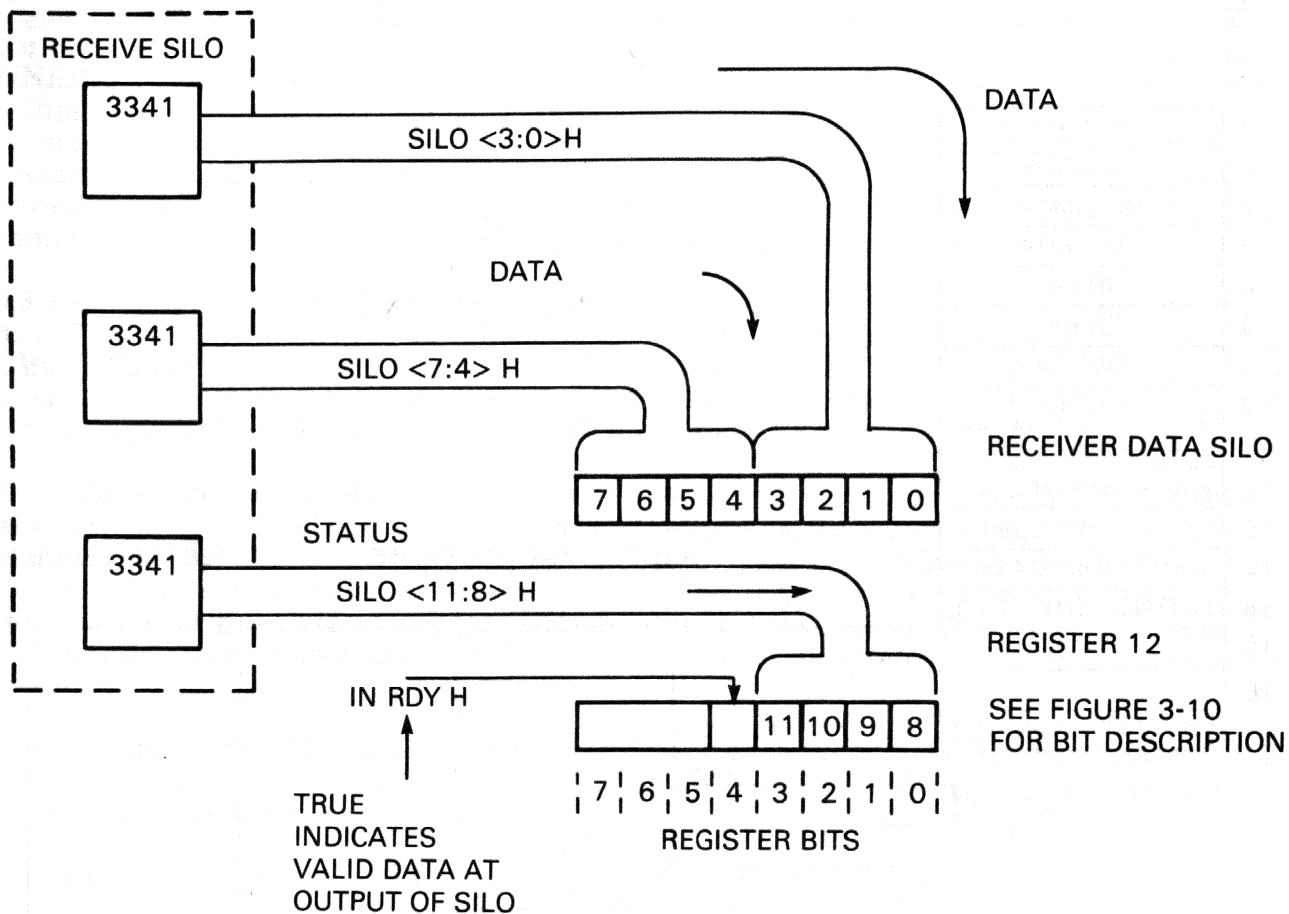 RECEIVE SILO
3341
SILO <3:0>H
DATA
DATA
3341
SILO <7:4> H
RECEIVER DATA SILO
7 6 5 4 3 2 1 0
STATUS
3341
SILO <11:8> H
REGISTER 12
IN RDY H
11 10 9 8
SEE FIGURE 3-10
FOR BIT DESCRIPTION
7 6 5 4 3 2 1 0
REGISTER BITS
TRUE
INDICATES
VALID DATA AT
OUTPUT OF SILO